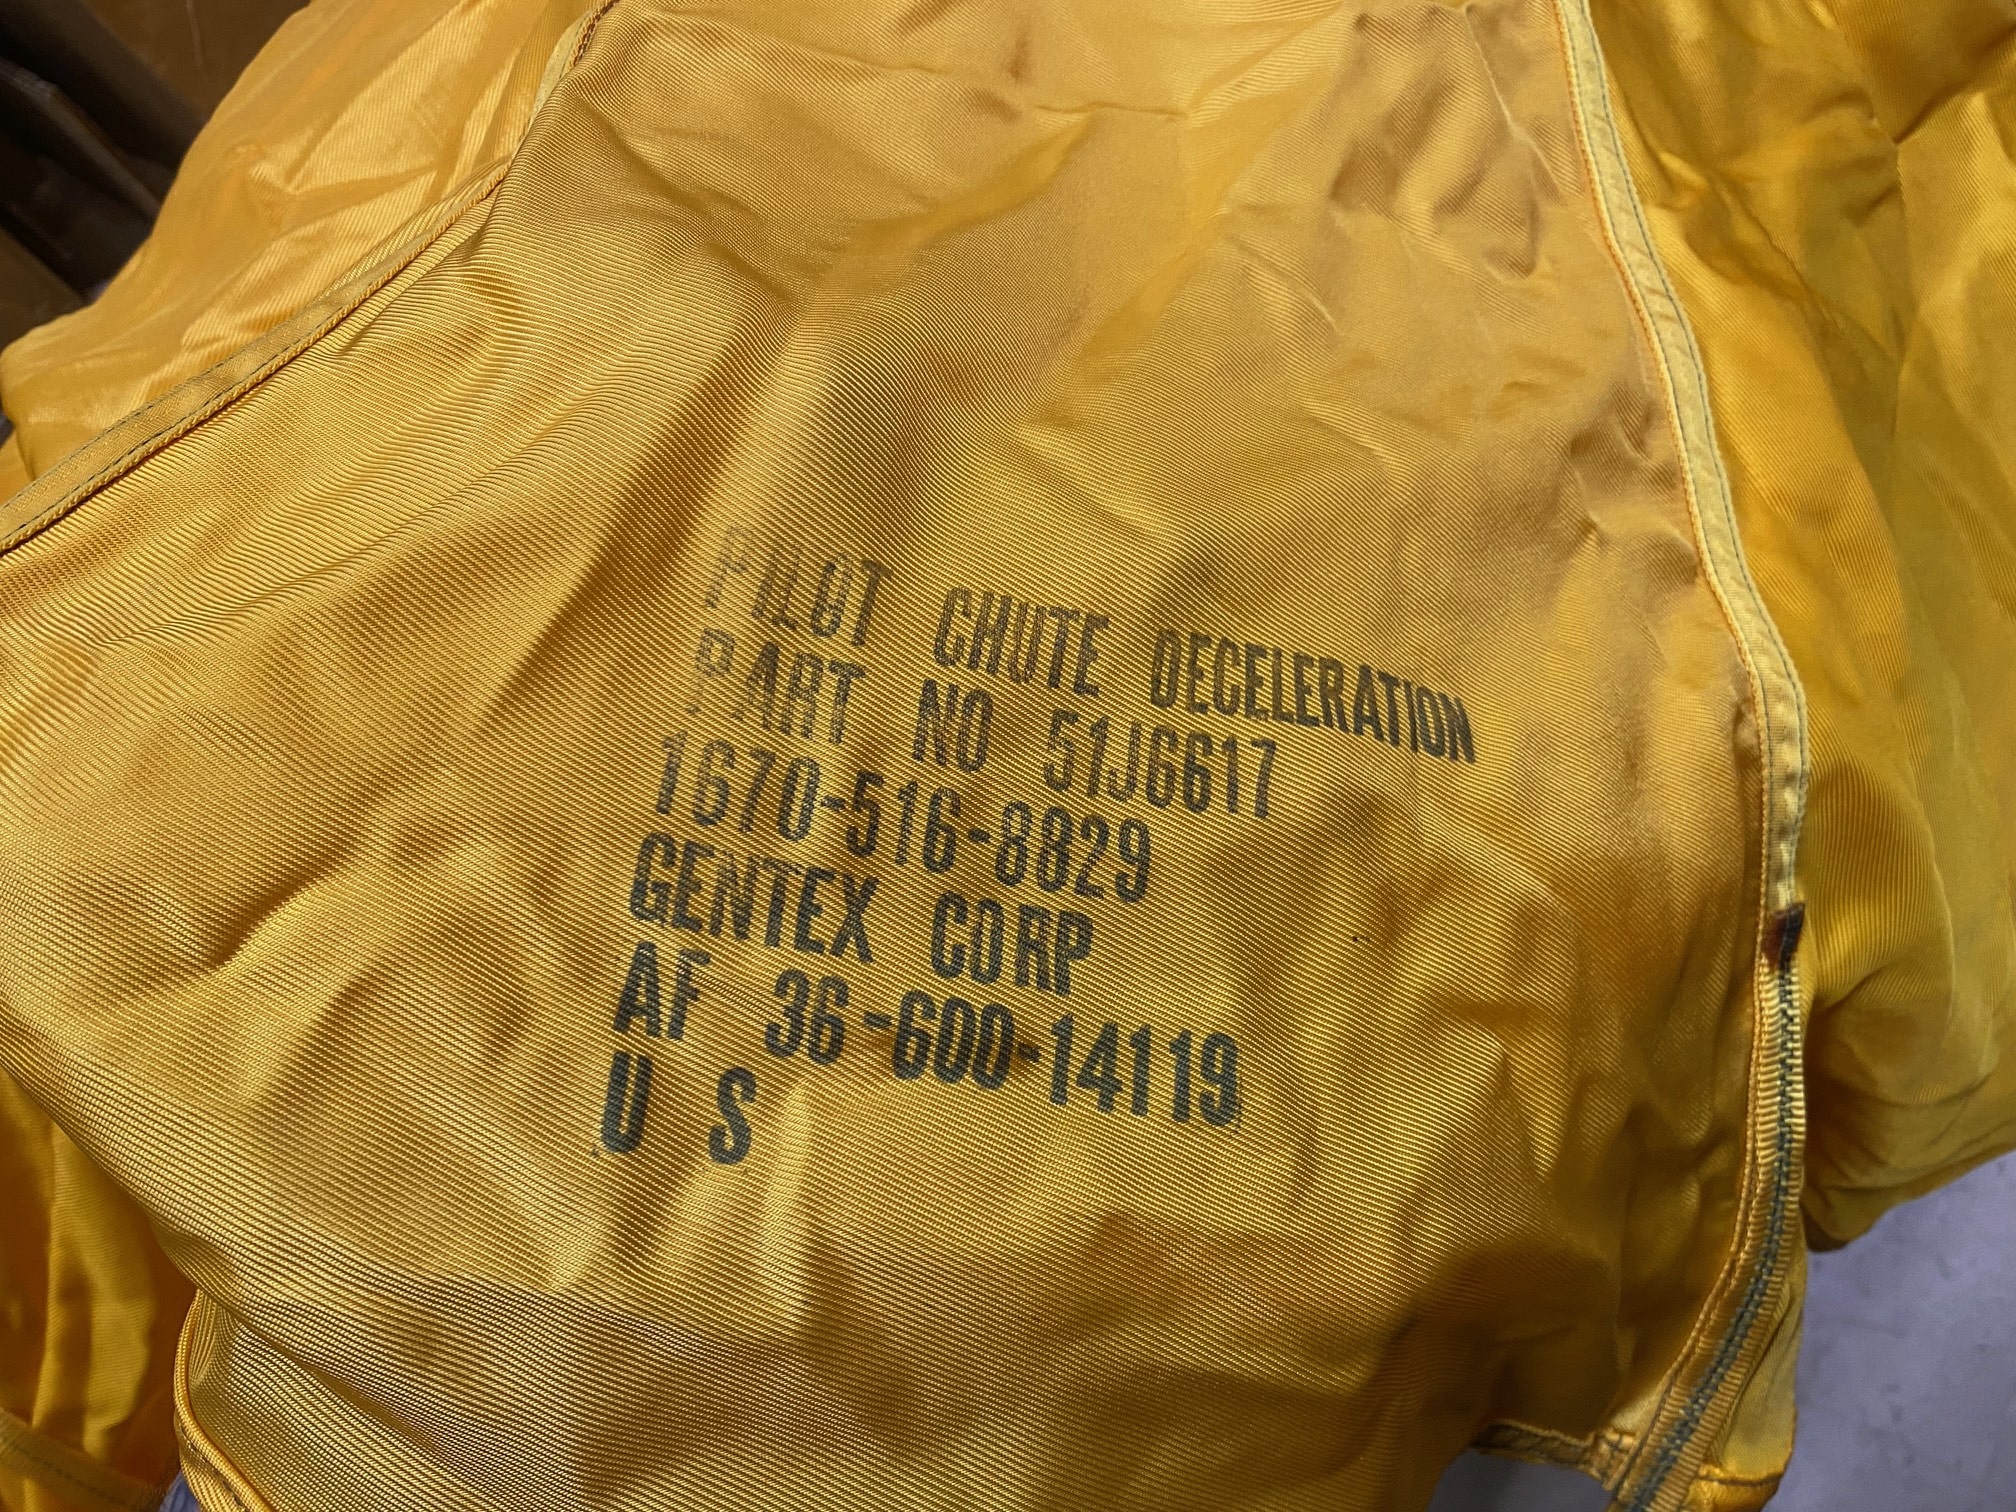 PILOT CHUTE DECELERATION
PART NO 51J6617
1670-516-8829
GENTEX CORP
AF 36-600-14119
U S